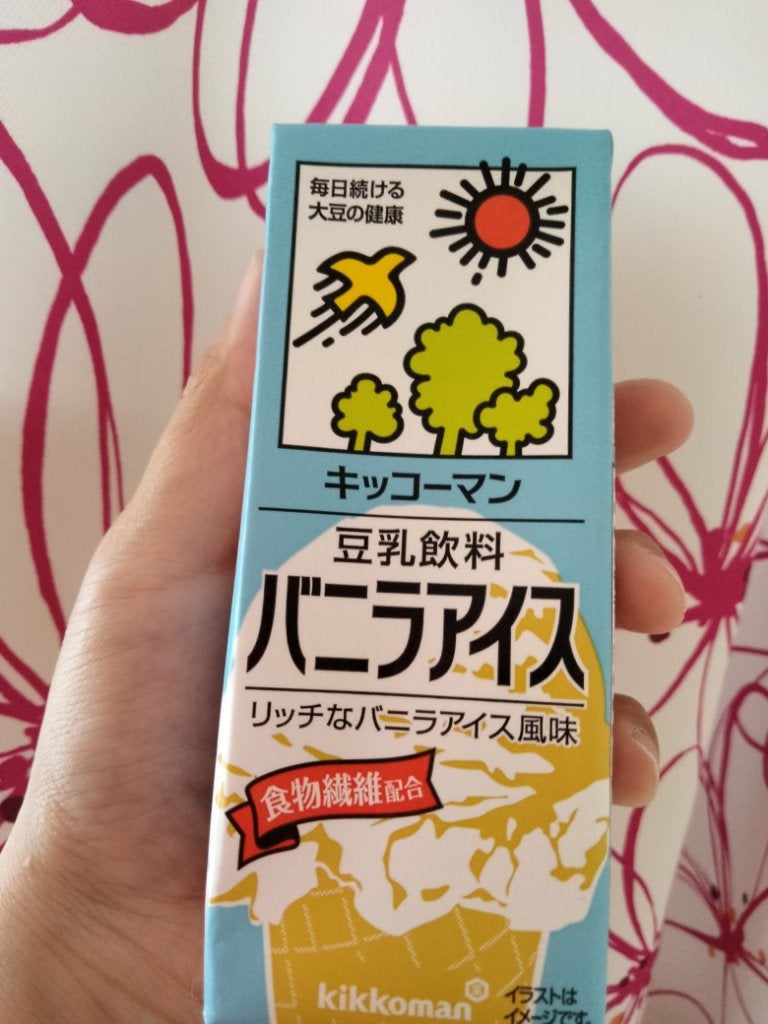 毎日続ける
大豆の健康
キッコーマン
豆乳飲料
バニラアイス
リッチなバニラアイス風味
食物繊維配合
kikkoman
イラストは
イメージです。